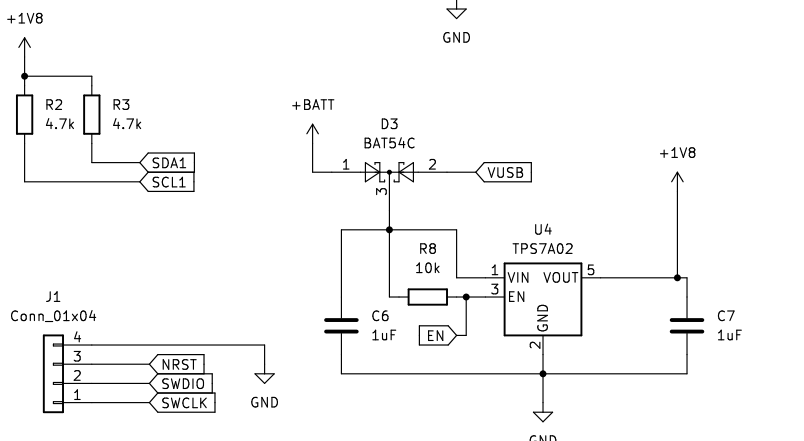 +1V8
GND
R2
4.7k
R3
4.7k
SDA1
SCL1
+BATT
D3
BAT54C
1
2
3
VUSB
+1V8
U4
TPS7A02
R8
10k
1
VIN
VOUT
5
3
EN
GND
2
EN
C6
1uF
C7
1uF
J1
Conn_01x04
4
3
NRST
2
SWDIO
1
SWCLK
GND
GND